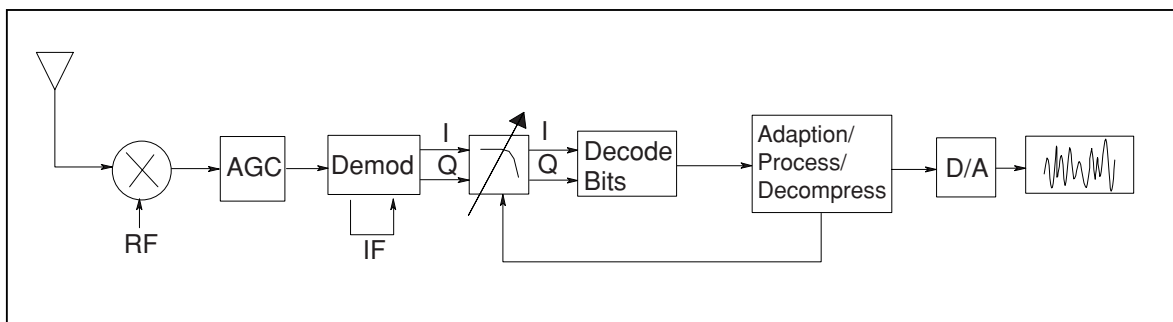 RF
AGC
Demod
IF
I
Q
I
Q
Decode
Bits
Adaption/
Process/
Decompress
D/A